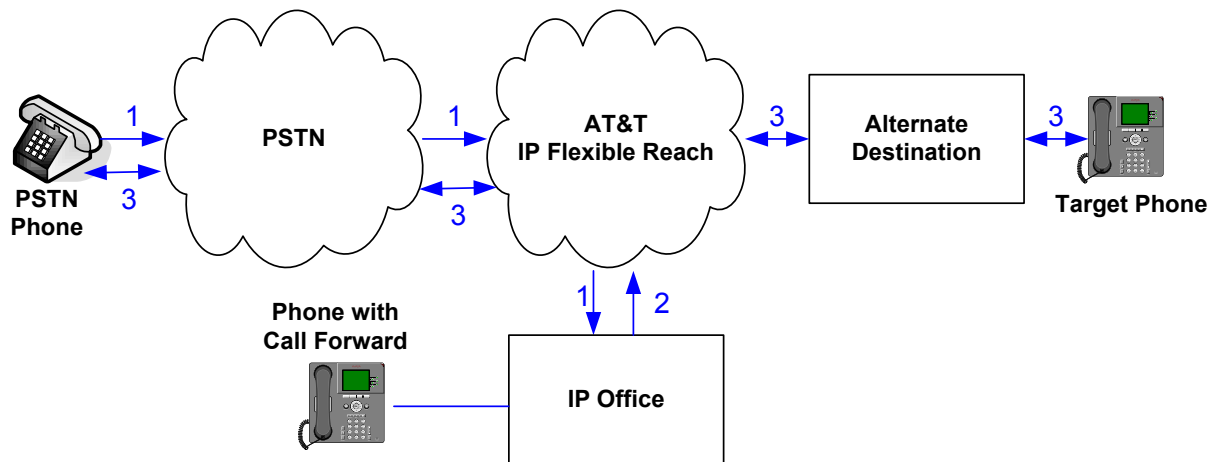 1
3
PSTN
Phone
PSTN
1
3
AT&T
IP Flexible Reach
3
Alternate
Destination
3
Target Phone
1
2
Phone with
Call Forward
IP Office